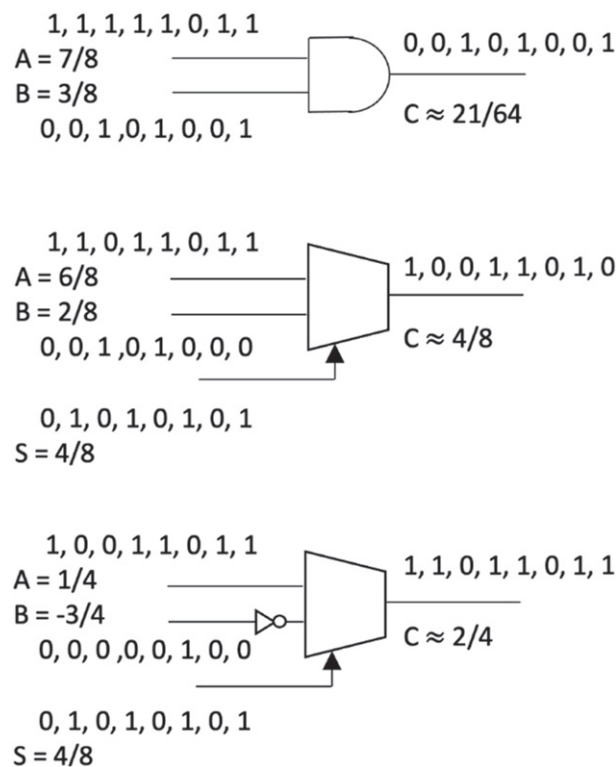 1, 1, 1, 1, 1, 0, 1, 1
0, 0, 1, 0, 1, 0, 0, 1
A = 7/8
B = 3/8
C ≈ 21/64
0, 0, 1 ,0, 1, 0, 0, 1
1, 1, 0, 1, 1, 0, 1, 1
1, 0, 0, 1, 1, 0, 1, 0
A = 6/8
B = 2/8
C ≈ 4/8
0, 0, 1 ,0, 1, 0, 0, 0
0, 1, 0, 1, 0, 1, 0, 1
S = 4/8
1, 0, 0, 1, 1, 0, 1, 1
1, 1, 0, 1, 1, 0, 1, 1
A = 1/4
B = -3/4
C ≈ 2/4
0, 0, 0 ,0, 0, 1, 0, 0
0, 1, 0, 1, 0, 1, 0, 1
S = 4/8